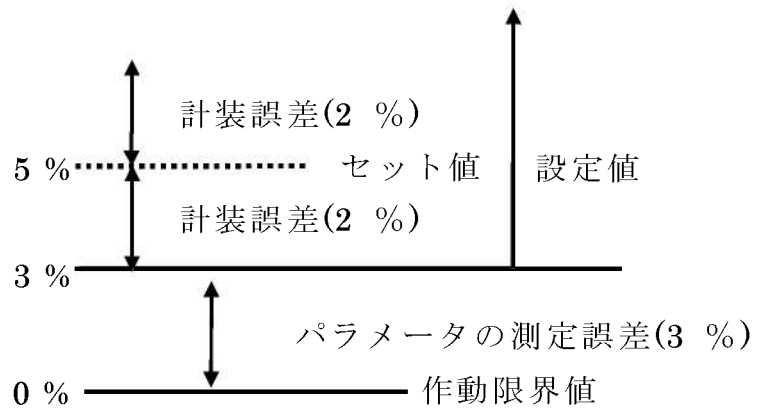 計装誤差(2 %)
5 % セット値 設定値
計装誤差(2 %)
3 %
パラメータの測定誤差(3 %)
0 % 作動限界値